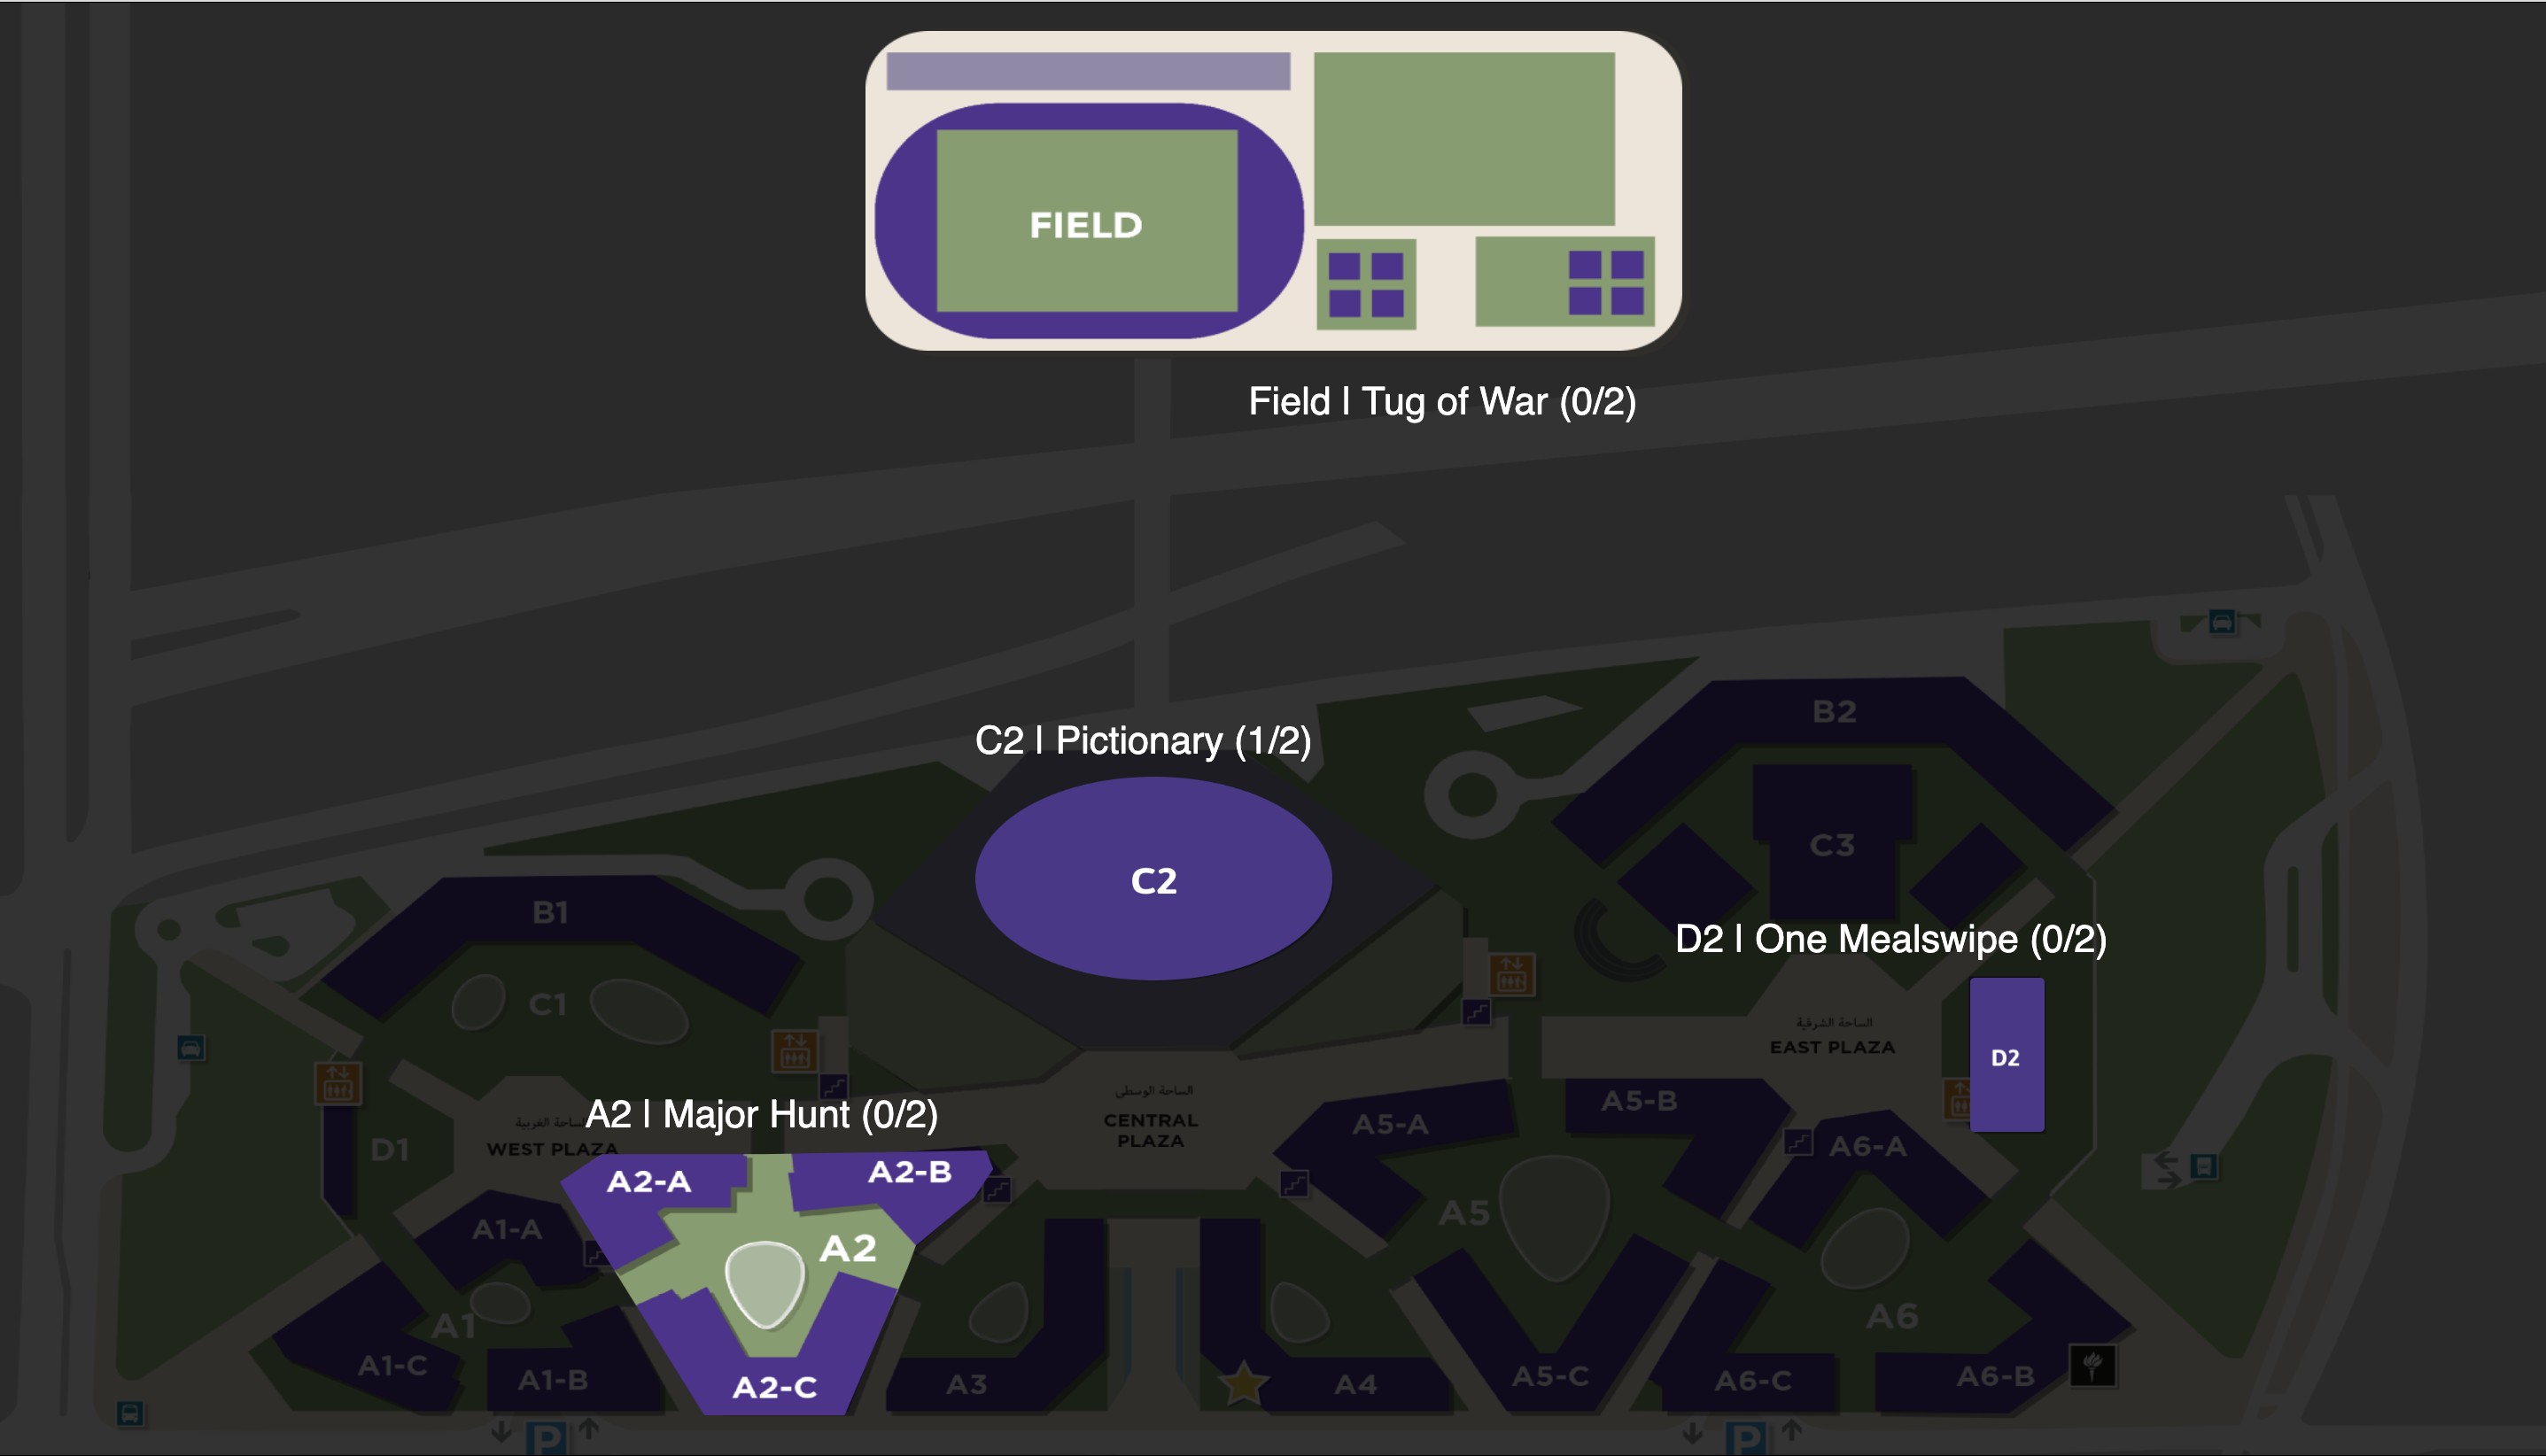 FIELD
Field | Tug of War (0/2)
B2
C2 | Pictionary (1/2)
C3
C2
B1
D2 | One Mealswipe (0/2)
C1
الساحة الشرقية
EAST PLAZA
D2
الساحة الوسطى
CENTRAL
PLAZA
A5-A
A5-B
A2 | Major Hunt (0/2)
الساحة الغربية
WEST PLAZA
D1
A6-A
A2-A
A2-B
A1-A
A2
A5
A6
A1
A1-C
A1-B
A2-C
A3
A4
A5-C
A6-C
A6-B
P
P